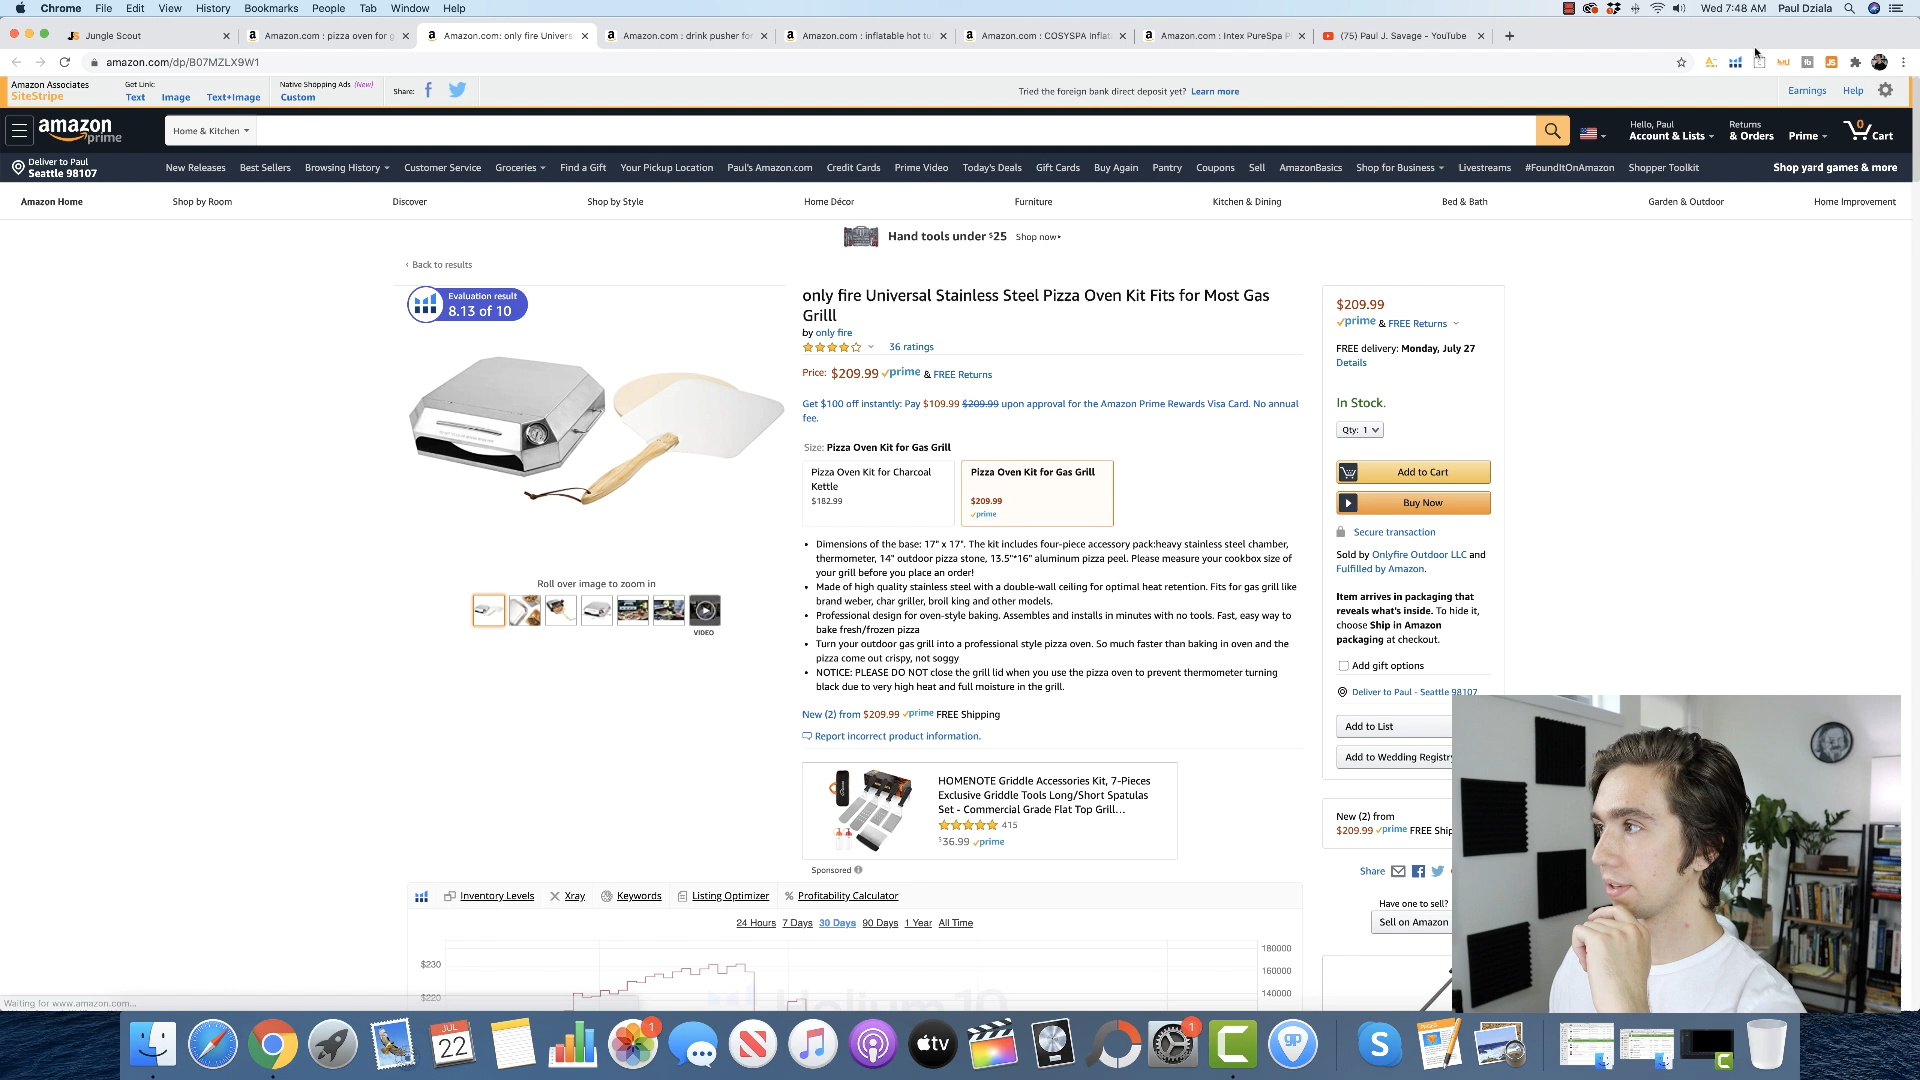 Chrome File Edit View History Bookmarks People Tab Window Help
Wed 7:48 AM Paul Dziala
Jungle Scout
Amazon.com : pizza oven for g
Amazon.com: only fire Univers
Amazon.com : drink pusher for
Amazon.com : inflatable hot tu
Amazon.com : COSYSPA Inflat
Amazon.com : Intex PureSpa P
(75) Paul J. Savage - YouTube
amazon.com/dp/B07MZLX9W1
Amazon Associates
SiteStripe
Get Link:
Text Image Text+Image
Native Shopping Ads (New)
Custom
Share:
Tried the foreign bank direct deposit yet? Learn more
Earnings Help
amazon
prime
Home & Kitchen
Hello, Paul
Account & Lists
Returns
& Orders
Prime
0
Cart
Deliver to Paul
Seattle 98107
New Releases Best Sellers Browsing History Customer Service Groceries Find a Gift Your Pickup Location Paul's Amazon.com Credit Cards Prime Video Today's Deals Gift Cards Buy Again Pantry Coupons Sell AmazonBasics Shop for Business Livestreams #FoundItOnAmazon Shopper Toolkit
Shop yard games & more
Amazon Home Shop by Room Discover Shop by Style Home Décor Furniture Kitchen & Dining Bed & Bath Garden & Outdoor Home Improvement
Hand tools under $25 Shop now▸
‹ Back to results
Evaluation result
8.13 of 10
Roll over image to zoom in
VIDEO
only fire Universal Stainless Steel Pizza Oven Kit Fits for Most Gas
Grilll
by only fire
36 ratings
Price: $209.99 prime & FREE Returns
Get $100 off instantly: Pay $109.99 $209.99 upon approval for the Amazon Prime Rewards Visa Card. No annual
fee.
Size: Pizza Oven Kit for Gas Grill
Pizza Oven Kit for Charcoal
Kettle
$182.99
Pizza Oven Kit for Gas Grill
$209.99
prime
• Dimensions of the base: 17" x 17". The kit includes four-piece accessory pack:heavy stainless steel chamber,
thermometer, 14" outdoor pizza stone, 13.5"*16" aluminum pizza peel. Please measure your cookbox size of
your grill before you place an order!
• Made of high quality stainless steel with a double-wall ceiling for optimal heat retention. Fits for gas grill like
brand weber, char griller, broil king and other models.
• Professional design for oven-style baking. Assembles and installs in minutes with no tools. Fast, easy way to
bake fresh/frozen pizza
• Turn your outdoor gas grill into a professional style pizza oven. So much faster than baking in oven and the
pizza come out crispy, not soggy
• NOTICE: PLEASE DO NOT close the grill lid when you use the pizza oven to prevent thermometer turning
black due to very high heat and full moisture in the grill.
New (2) from $209.99 prime FREE Shipping
Report incorrect product information.
HOMENOTE Griddle Accessories Kit, 7-Pieces
Exclusive Griddle Tools Long/Short Spatulas
Set - Commercial Grade Flat Top Grill…
415
$36.99 prime
Sponsored
Inventory Levels Xray Keywords Listing Optimizer Profitability Calculator
24 Hours 7 Days 30 Days 90 Days 1 Year All Time
$230
$220
180000
160000
140000
Helium 10
$209.99
prime & FREE Returns
FREE delivery: Monday, July 27
Details
In Stock.
Qty: 1
Add to Cart
Buy Now
Secure transaction
Sold by Onlyfire Outdoor LLC and
Fulfilled by Amazon.
Item arrives in packaging that
reveals what's inside. To hide it,
choose Ship in Amazon
packaging at checkout.
Add gift options
Deliver to Paul - Seattle 98107
Add to List
Add to Wedding Registry
New (2) from
$209.99 prime FREE Ship
Share
Have one to sell?
Sell on Amazon
Waiting for www.amazon.com...
JUL
22
1
tv
1
gp